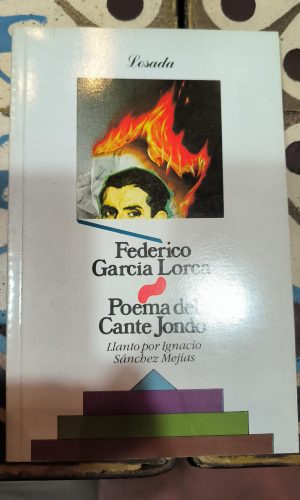 Losada
Federico
García Lorca
Poema del
Cante Jondo
Llanto por Ignacio
Sánchez Mejías